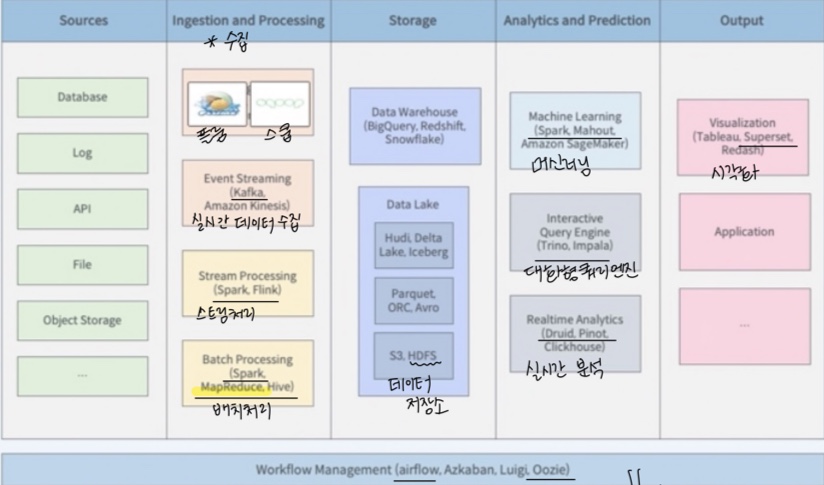 Sources
Ingestion and Processing
Storage
Analytics and Prediction
Output
* 수집
Database
Log
API
File
Object Storage
...
플룸
스쿱
Event Streaming
(Kafka,
Amazon Kinesis)
실시간 데이터 수집
Stream Processing
(Spark, Flink)
스트림처리
Batch Processing
(Spark,
MapReduce, Hive)
배치처리
Data Warehouse
(BigQuery, Redshift,
Snowflake)
Data Lake
Hudi, Delta
Lake, Iceberg
Parquet,
ORC, Avro
S3, HDFS
데이터
저장소
Machine Learning
(Spark, Mahout,
Amazon SageMaker)
머신러닝
Interactive
Query Engine
(Trino, Impala)
대화형쿼리엔진
Realtime Analytics
(Druid, Pinot,
Clickhouse)
실시간 분석
Visualization
(Tableau, Superset,
Redash)
시각화
Application
...
Workflow Management (airflow, Azkaban, Luigi, Oozie)